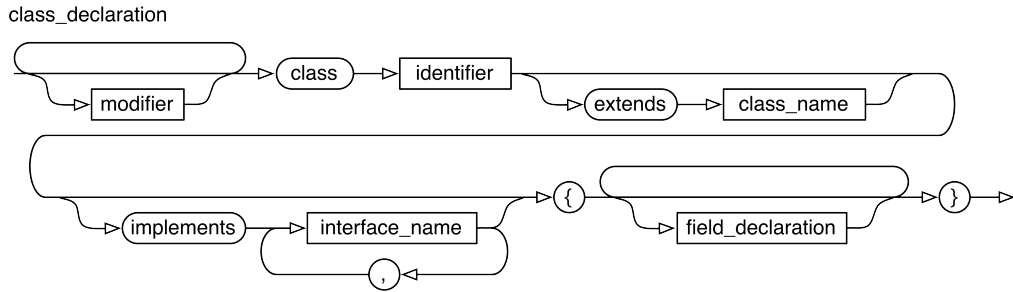 class_declaration
class identifier
modifier extends class_name
{ }
implements interface_name field_declaration
,